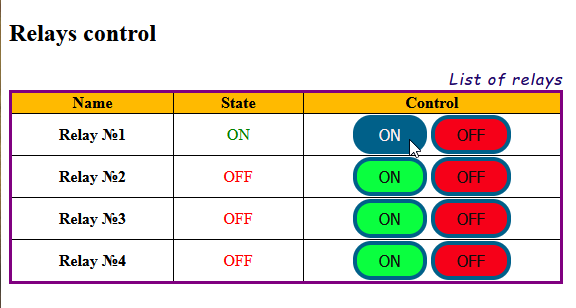 Relays control
List of relays
Name State Control
Relay №1 ON ON OFF
Relay №2 OFF ON OFF
Relay №3 OFF ON OFF
Relay №4 OFF ON OFF